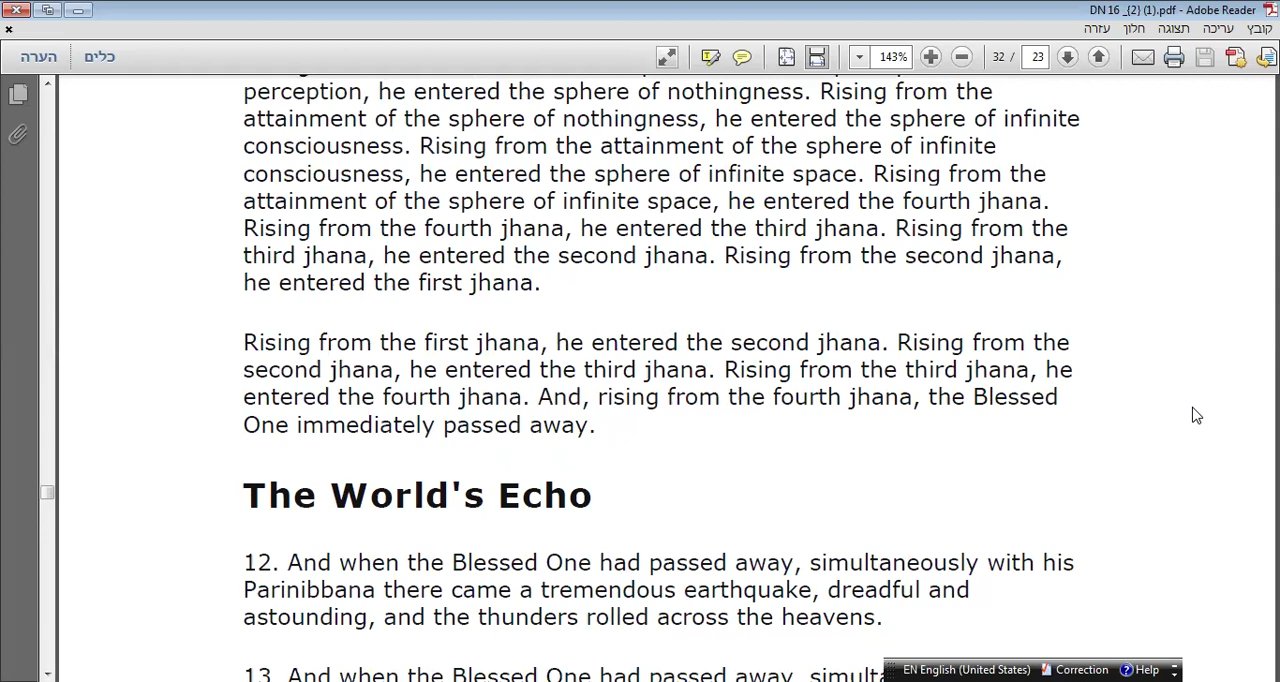 DN 16 _{2} (1).pdf - Adobe Reader
קובץ עריכה תצוגה חלון עזרה
הערה כלים 143% 32 / 23
perception, he entered the sphere of nothingness. Rising from the
attainment of the sphere of nothingness, he entered the sphere of infinite
consciousness. Rising from the attainment of the sphere of infinite
consciousness, he entered the sphere of infinite space. Rising from the
attainment of the sphere of infinite space, he entered the fourth jhana.
Rising from the fourth jhana, he entered the third jhana. Rising from the
third jhana, he entered the second jhana. Rising from the second jhana,
he entered the first jhana.
Rising from the first jhana, he entered the second jhana. Rising from the
second jhana, he entered the third jhana. Rising from the third jhana, he
entered the fourth jhana. And, rising from the fourth jhana, the Blessed
One immediately passed away.
The World's Echo
12. And when the Blessed One had passed away, simultaneously with his
Parinibbana there came a tremendous earthquake, dreadful and
astounding, and the thunders rolled across the heavens.
13. And when the Blessed One had passed away,
EN English (United States) Correction Help